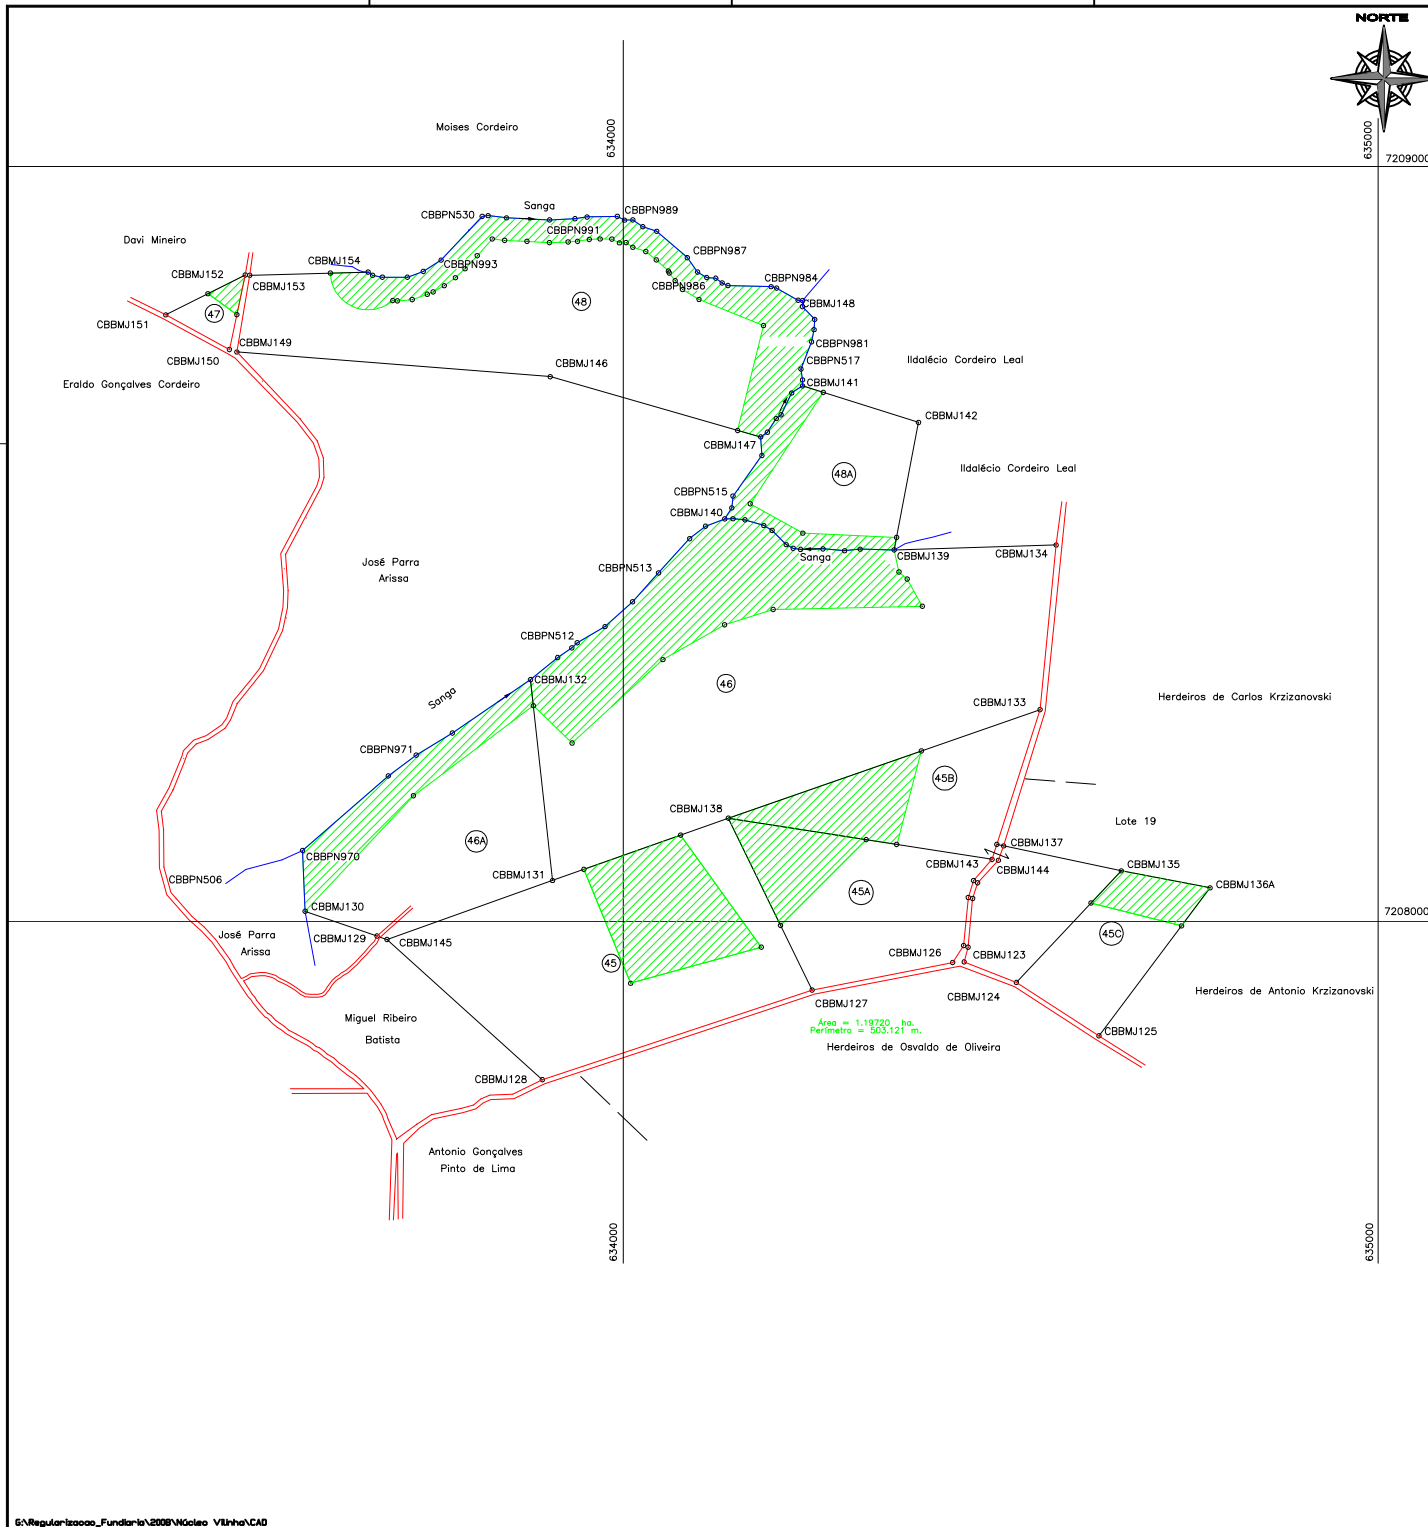 NORTE
Moises Cordeiro
634000
635000
7209000
CBBPN530
Sanga
CBBPN989
CBBPN991
Davi Mineiro
CBBPN987
CBBMJ154
CBBPN993
CBBMJ152
CBBMJ153
CBBPN984
CBBPN986
48
CBBMJ148
47
CBBMJ151
CBBMJ149
CBBPN981
CBBMJ150
CBBPN517
Ildalécio Cordeiro Leal
CBBMJ146
Eraldo Gonçalves Cordeiro
CBBMJ141
CBBMJ142
CBBMJ147
Ildalécio Cordeiro Leal
48A
CBBPN515
CBBMJ140
CBBMJ134
Sanga
CBBMJ139
José Parra
Arissa
CBBPN513
CBBPN512
CBBMJ132
46
Sanga
Herdeiros de Carlos Krzizanovski
CBBMJ133
CBBPN971
45B
CBBMJ138
Lote 19
46A
CBBMJ137
CBBPN970
CBBMJ143
CBBMJ144
CBBMJ135
CBBPN506
CBBMJ131
CBBMJ136A
45A
CBBMJ130
7208000
José Parra
Arissa
CBBMJ129
CBBMJ145
45C
CBBMJ126
CBBMJ123
45
CBBMJ124
Herdeiros de Antonio Krzizanovski
CBBMJ127
Miguel Ribeiro
Batista
Área = 1.19720 ha.
Perímetro = 503.121 m.
CBBMJ125
Herdeiros de Osvaldo de Oliveira
CBBMJ128
Antonio Gonçalves
Pinto de Lima
634000
635000
G:\Regularizacao_Fundiaria\2008\Núcleo Vilinha\CAD